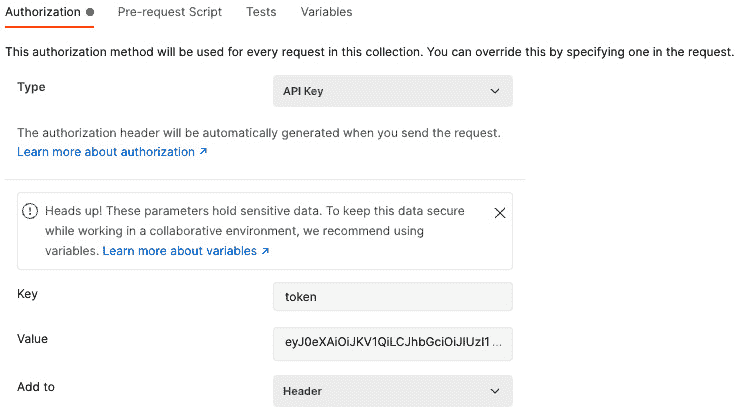 Authorization Pre-request Script Tests Variables
This authorization method will be used for every request in this collection. You can override this by specifying one in the request.
Type API Key
The authorization header will be automatically generated when you send the request.
Learn more about authorization ↗
Heads up! These parameters hold sensitive data. To keep this data secure
while working in a collaborative environment, we recommend using
variables. Learn more about variables ↗
Key token
Value eyJ0eXAiOiJKV1QiLCJhbGciOiJIUzI1 ...
Add to Header